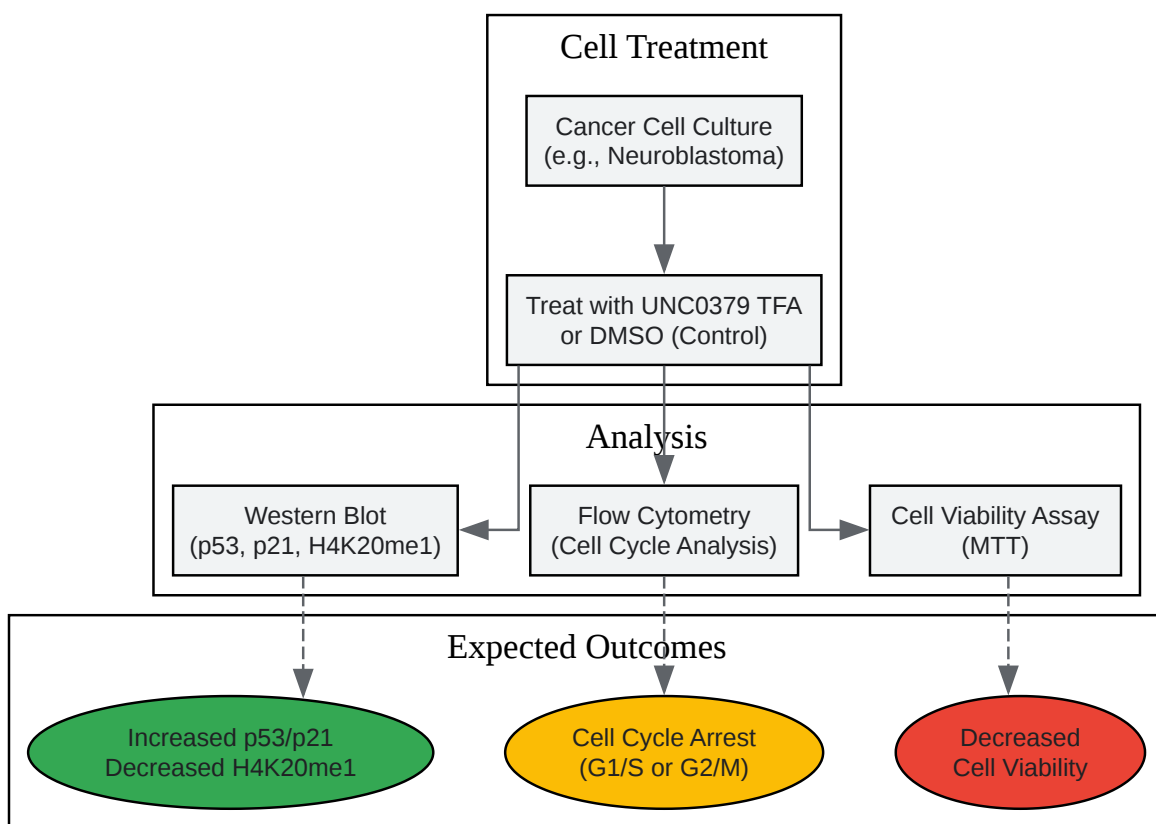 Cell Treatment
Cancer Cell Culture
(e.g., Neuroblastoma)
Treat with UNC0379 TFA
or DMSO (Control)
Analysis
Western Blot
(p53, p21, H4K20me1)
Flow Cytometry
(Cell Cycle Analysis)
Cell Viability Assay
(MTT)
Expected Outcomes
Increased p53/p21
Decreased H4K20me1
Cell Cycle Arrest
(G1/S or G2/M)
Decreased
Cell Viability